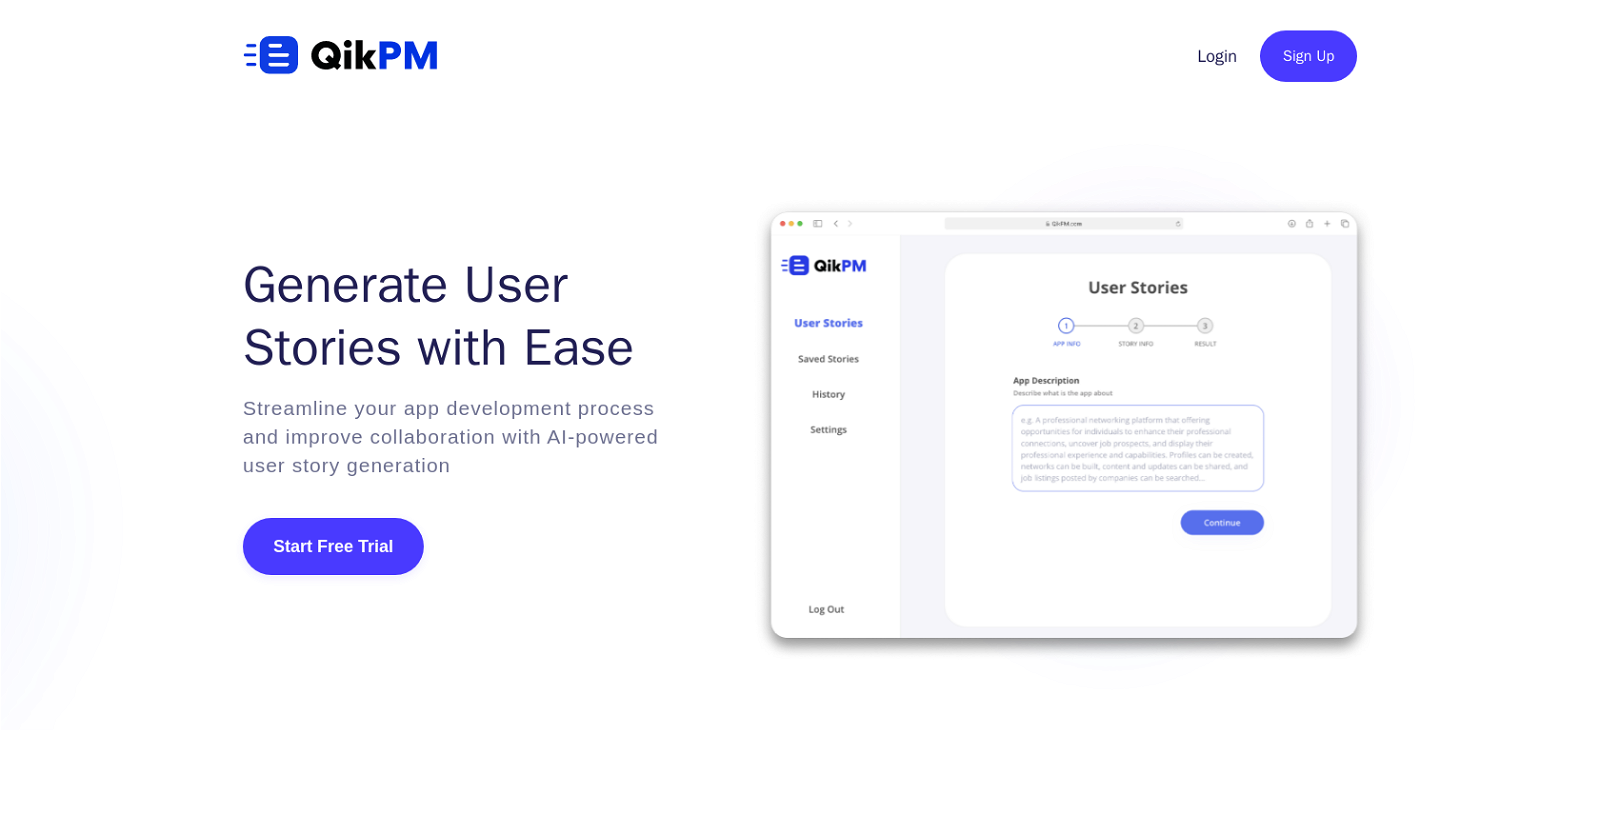 QikPM
Login
Sign Up
Generate User
Stories with Ease
Streamline your app development process
and improve collaboration with AI-powered
user story generation
Start Free Trial
QikPM.com
QikPM
User Stories
Saved Stories
History
Settings
Log Out
User Stories
1
2
3
APP INFO
STORY INFO
RESULT
App Description
Describe what is the app about
e.g. A professional networking platform that offering
opportunities for individuals to enhance their professional
connections, uncover job prospects, and display their
professional experience and capabilities. Profiles can be created,
networks can be built, content and updates can be shared, and
job listings posted by companies can be searched...
Continue